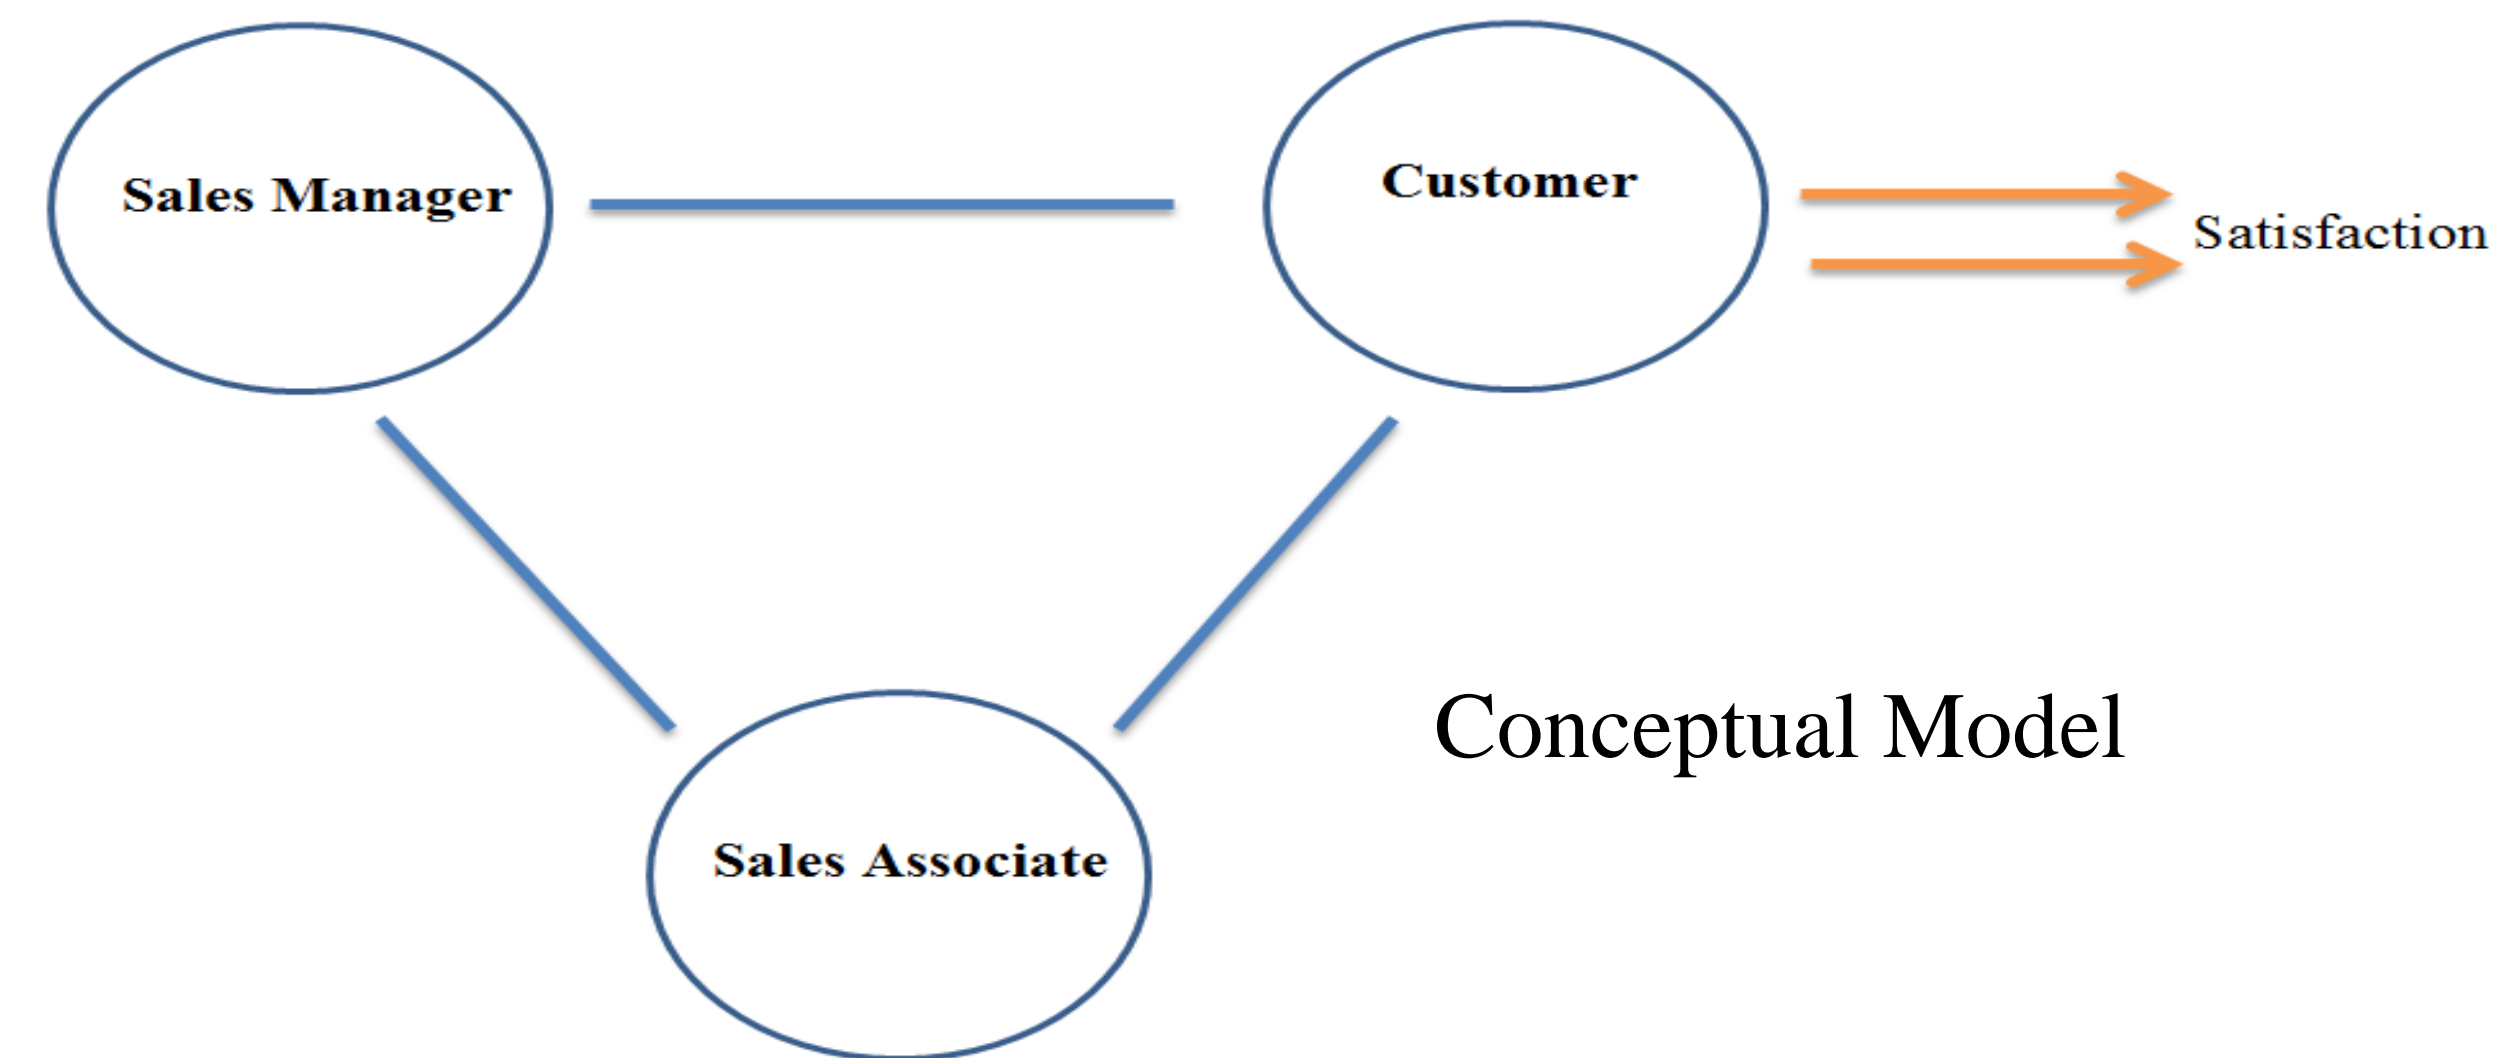 Sales Manager
Customer
Satisfaction
Conceptual Model
Sales Associate